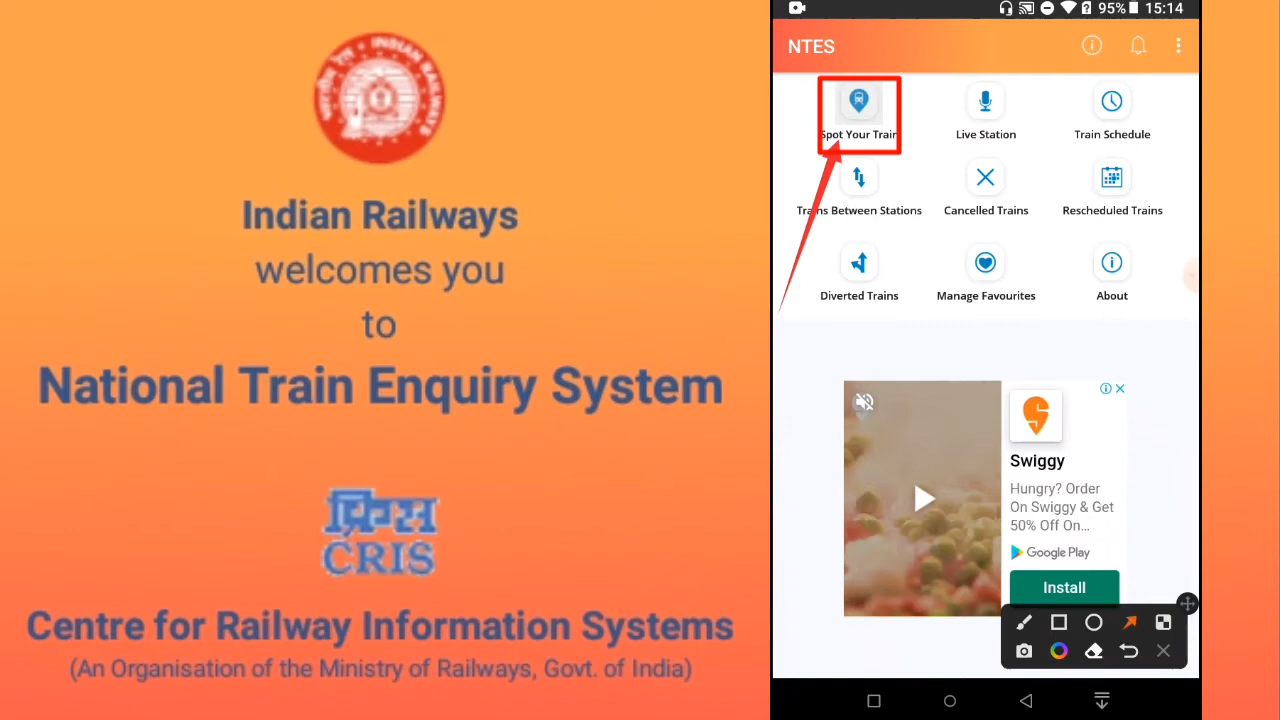 INDIAN RAILWAYS
भारतीय रेल
Indian Railways
welcomes you
to
National Train Enquiry System
क्रिस
CRIS
Centre for Railway Information Systems
(An Organisation of the Ministry of Railways, Govt. of India)
95% 15:14
NTES
Spot Your Train
Live Station
Train Schedule
Trains Between Stations
Cancelled Trains
Rescheduled Trains
Diverted Trains
Manage Favourites
About
Swiggy
Hungry? Order
On Swiggy & Get
50% Off On...
Google Play
Install